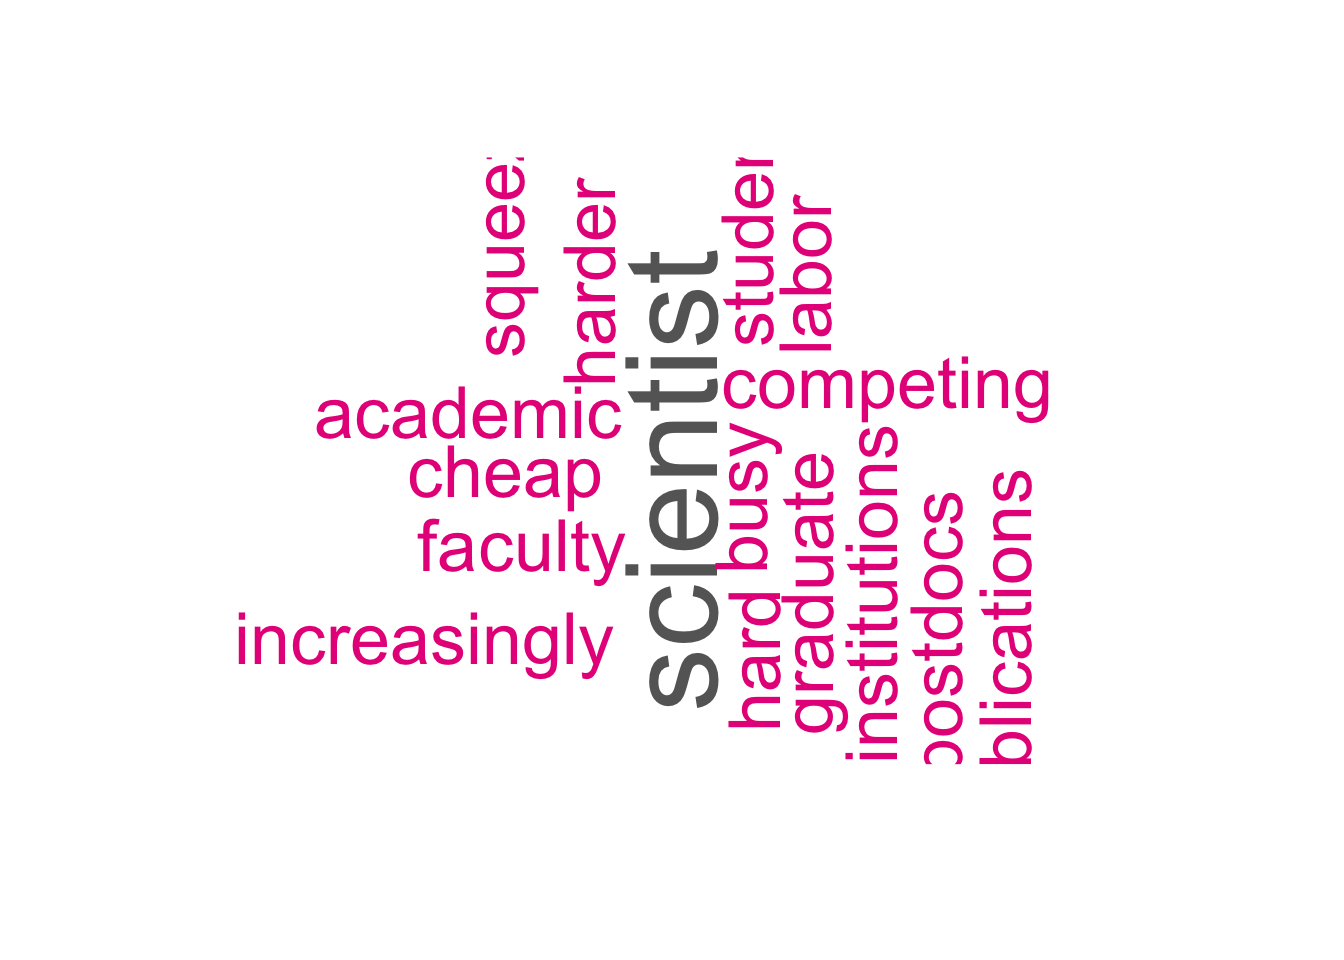 squee
harder
scientist
studer
labor
academic
competing
cheap
faculty
increasingly
busy
hard
graduate
institutions
postdocs
blications